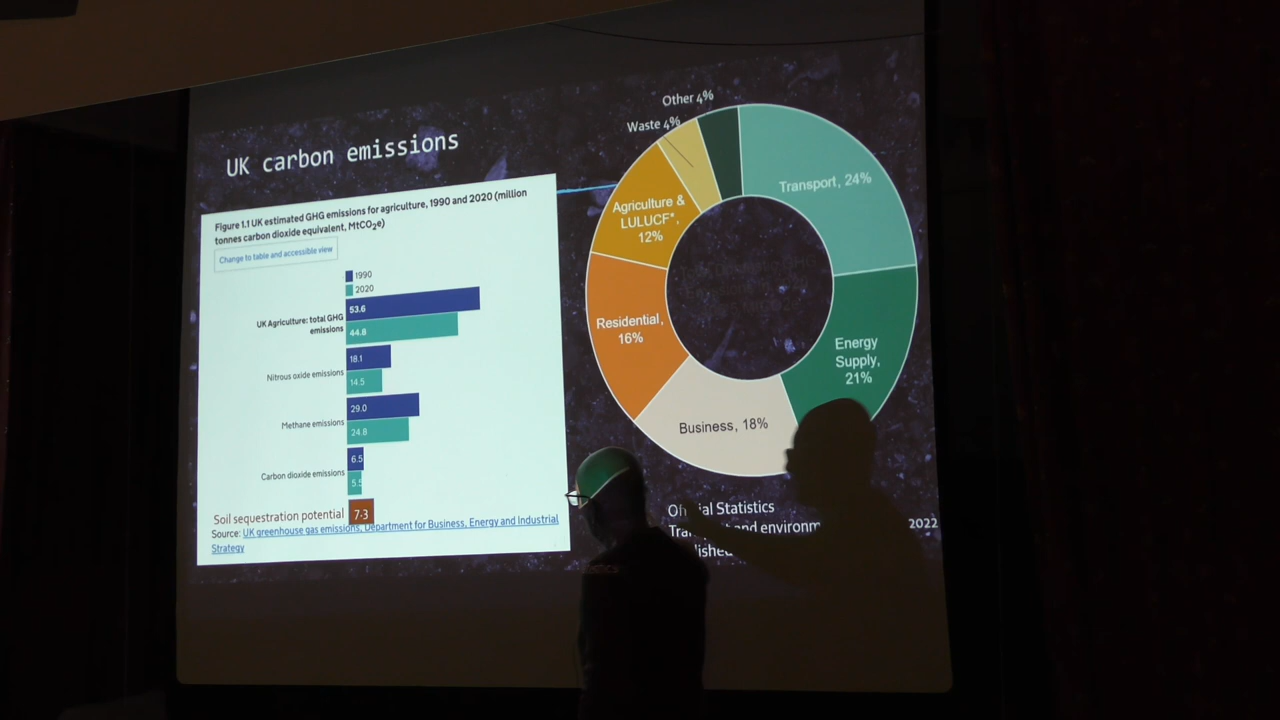 UK carbon emissions
Figure 1.1 UK estimated GHG emissions for agriculture, 1990 and 2020 (million
tonnes carbon dioxide equivalent, MtCO2e)
Change to table and accessible view
1990
2020
UK Agriculture: total GHG
emissions
53.6
44.8
Nitrous oxide emissions
18.1
14.5
Methane emissions
29.0
24.8
Carbon dioxide emissions
6.5
5.5
Soil sequestration potential
7.3
Source: UK greenhouse gas emissions, Department for Business, Energy and Industrial
Strategy
Other 4%
Waste 4%
Transport, 24%
Agriculture &
LULUCF*,
12%
Residential,
16%
Energy
Supply,
21%
Business, 18%
Statistics
and
2022